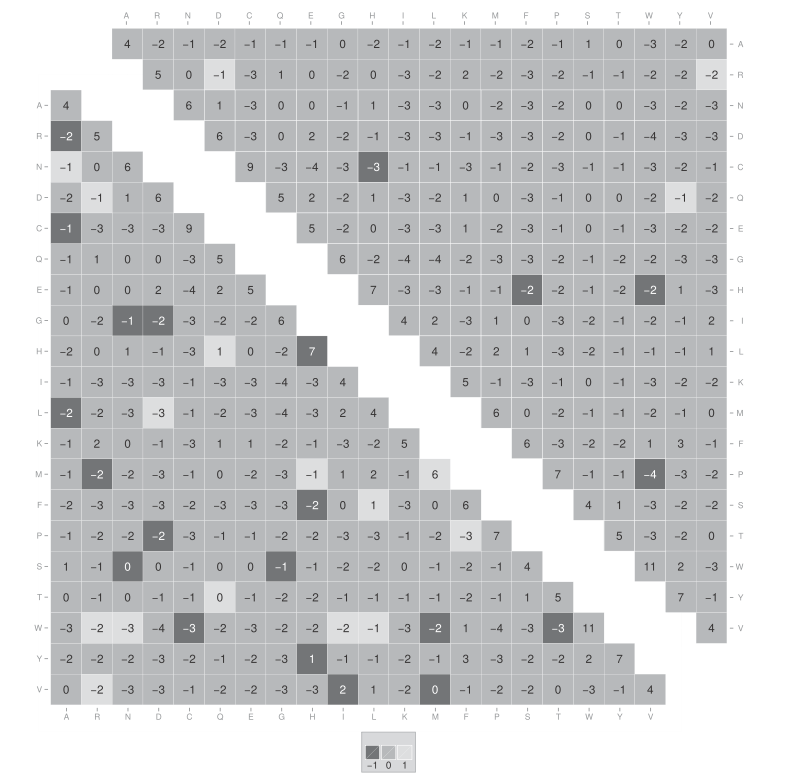 A R N D C Q E G H I L K M F P S T W Y V
4 −2 −1 −2 −1 −1 −1 0 −2 −1 −2 −1 −1 −2 −1 1 0 −3 −2 0 A
5 0 −1 −3 1 0 −2 0 −3 −2 2 −2 −3 −2 −1 −1 −2 −2 −2 R
A 4 6 1 −3 0 0 −1 1 −3 −3 0 −2 −3 −2 0 0 −3 −2 −3 N
R −2 5 6 −3 0 2 −2 −1 −3 −3 −1 −3 −3 −2 0 −1 −4 −3 −3 D
N −1 0 6 9 −3 −4 −3 −3 −1 −1 −3 −1 −2 −3 −1 −1 −3 −2 −1 C
D −2 −1 1 6 5 2 −2 1 −3 −2 1 0 −3 −1 0 0 −2 −1 −2 Q
C −1 −3 −3 −3 9 5 −2 0 −3 −3 1 −2 −3 −1 0 −1 −3 −2 −2 E
Q −1 1 0 0 −3 5 6 −2 −4 −4 −2 −3 −3 −2 0 −2 −2 −3 −3 G
E −1 0 0 2 −4 2 5 7 −3 −3 −1 −1 −2 −2 −1 −2 −2 1 −3 H
G 0 −2 −1 −2 −3 −2 −2 6 4 2 −3 1 0 −3 −2 −1 −2 −1 2 I
H −2 0 1 −1 −3 1 0 −2 7 4 −2 2 1 −3 −2 −1 −1 −1 1 L
I −1 −3 −3 −3 −1 −3 −3 −4 −3 4 5 −1 −3 −1 0 −1 −3 −2 −2 K
L −2 −2 −3 −3 −1 −2 −3 −4 −3 2 4 6 0 −2 −1 −1 −2 −1 0 M
K −1 2 0 −1 −3 1 1 −2 −1 −3 −2 5 6 −3 −2 −2 1 3 −1 F
M −1 −2 −2 −3 −1 0 −2 −3 −1 1 2 −1 6 7 −1 −1 −4 −3 −2 P
F −2 −3 −3 −3 −2 −3 −3 −3 −2 0 1 −3 0 6 4 1 −3 −2 −2 S
P −1 −2 −2 −2 −3 −1 −1 −2 −2 −3 −3 −1 −2 −3 7 5 −3 −2 0 T
S 1 −1 0 0 −1 0 0 −1 −1 −2 −2 0 −1 −2 −1 4 11 2 −3 W
T 0 −1 0 −1 −1 0 −1 −2 −2 −1 −1 −1 −1 −2 −1 1 5 7 −1 Y
W −3 −2 −3 −4 −3 −2 −3 −2 −2 −2 −1 −3 −2 1 −4 −3 −3 11 4 V
Y −2 −2 −2 −3 −2 −1 −2 −3 1 −1 −1 −2 −1 3 −3 −2 −2 2 7
V 0 −2 −3 −3 −1 −2 −2 −3 −3 2 1 −2 0 −1 −2 −2 0 −3 −1 4
A R N D C Q E G H I L K M F P S T W Y V
−1 0 1